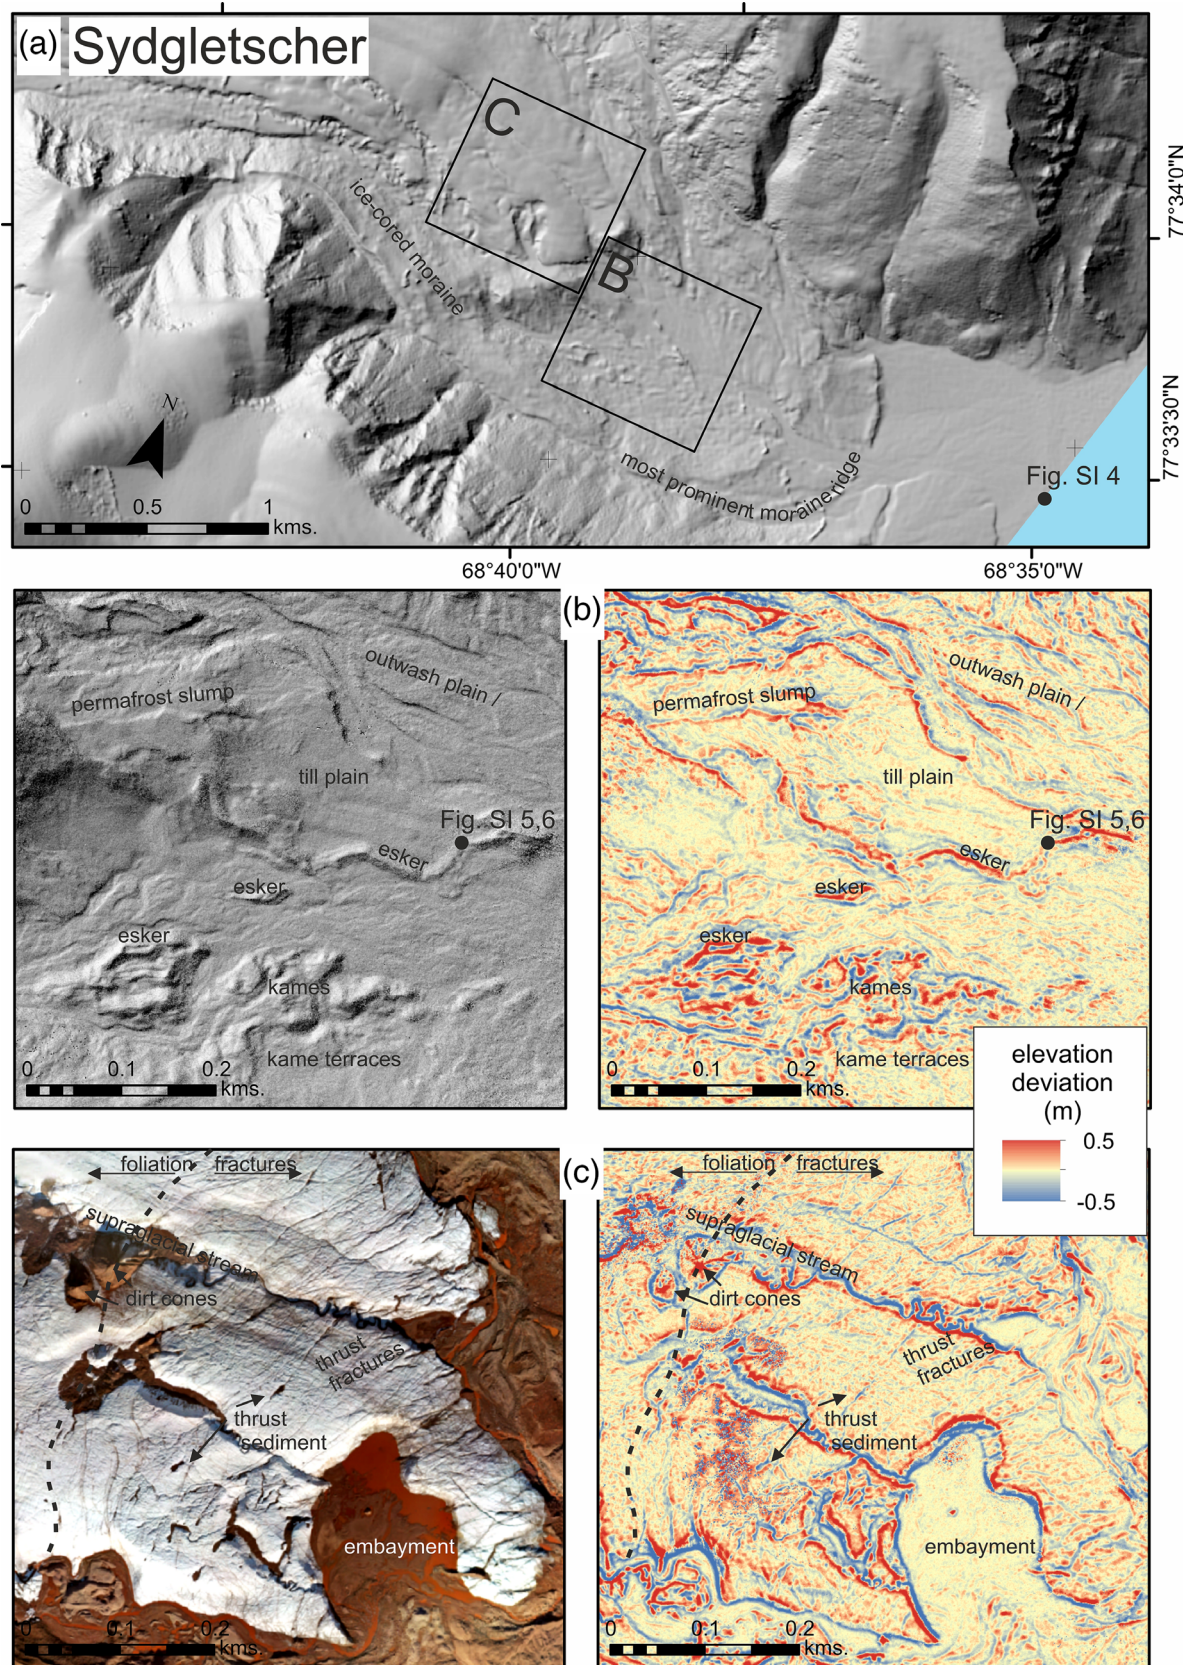 (a) Sydgletscher
C
B
ice-cored moraine
most prominent moraine ridge
N
0 0.5 1
kms.
Fig. SI 4
77°34'0"N
77°33'30"N
68°40'0"W 68°35'0"W
(b)
outwash plain /
permafrost slump
till plain
Fig. SI 5,6
esker
esker
esker
kames
kame terraces
0 0.1 0.2
kms.
outwash plain /
permafrost slump
till plain
Fig. SI 5,6
esker
esker
esker
kames
kame terraces
0 0.1 0.2
kms.
elevation
deviation
(m)
0.5
-0.5
(c)
foliation fractures
supraglacial stream
dirt cones
thrust
fractures
thrust
sediment
embayment
0 0.1 0.2
kms.
foliation fractures
supraglacial stream
dirt cones
thrust
fractures
thrust
sediment
embayment
0 0.1 0.2
kms.